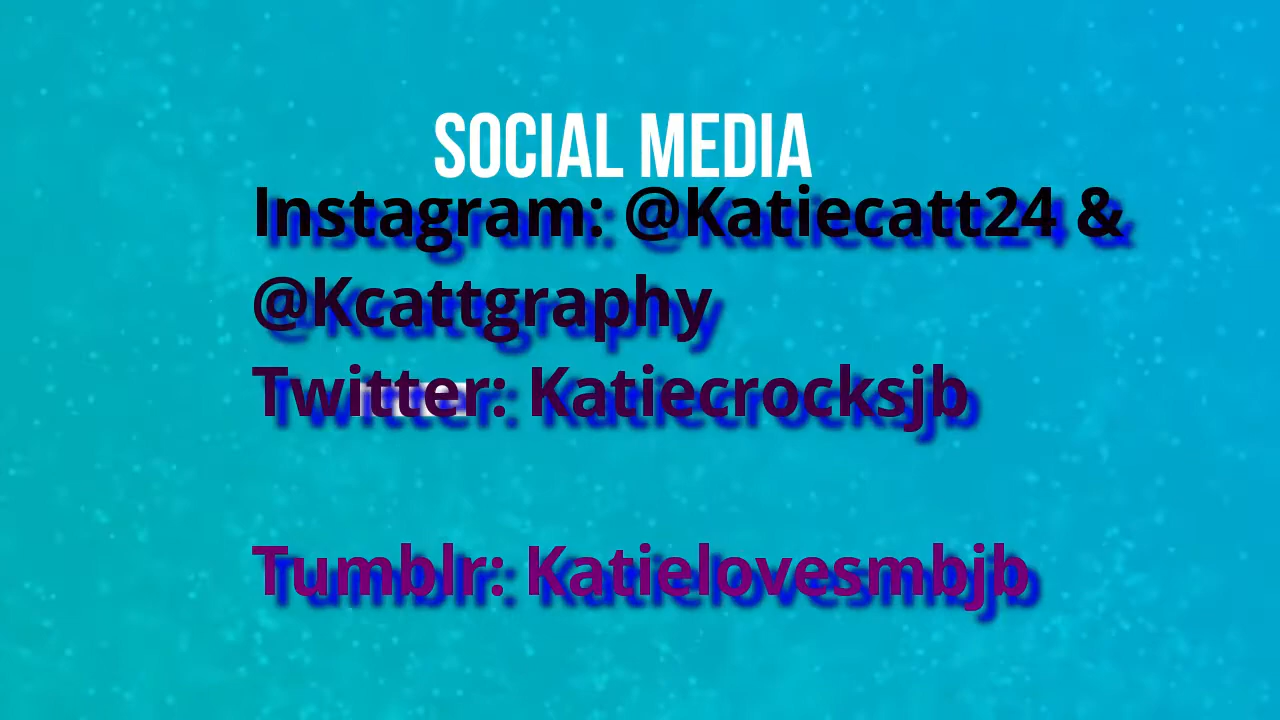 SOCIAL MEDIA
Instagram: @Katiecatt24 &
@Kcattgraphy
Twitter: Katiecrocksjb
Tumblr: Katielovesmbjb